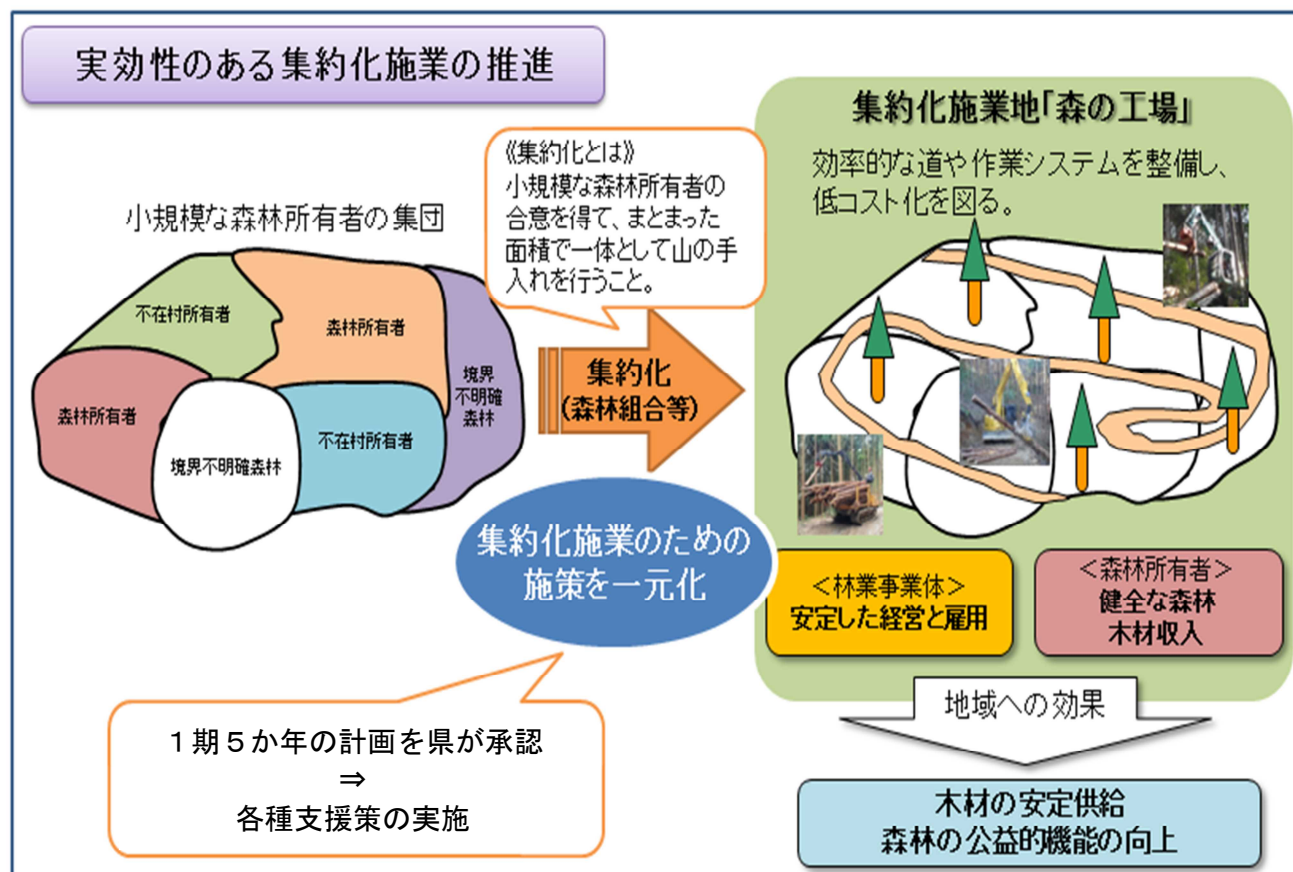 実効性のある集約化施業の推進
小規模な森林所有者の集団
不在村所有者
森林所有者
境界
不明確
森林
森林所有者
境界不明確森林
不在村所有者
《集約化とは》
小規模な森林所有者の
合意を得て、まとまった
面積で一体として山の手
入れを行うこと。
集約化
(森林組合等)
集約化施業のための
施策を一元化
1期5か年の計画を県が承認
⇒
各種支援策の実施
集約化施業地「森の工場」
効率的な道や作業システムを整備し、
低コスト化を図る。
＜林業事業体＞
安定した経営と雇用
＜森林所有者＞
健全な森林
木材収入
地域への効果
木材の安定供給
森林の公益的機能の向上